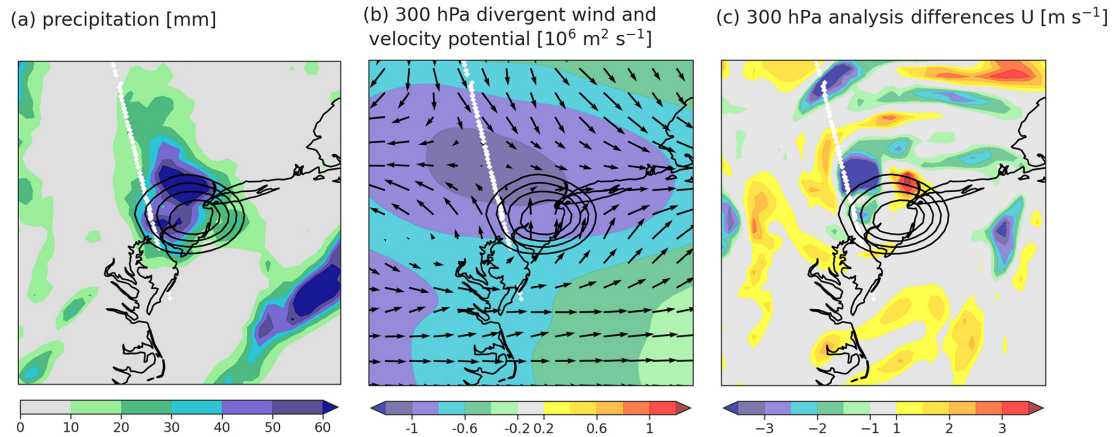 (a) precipitation [mm]
(b) 300 hPa divergent wind and
velocity potential [10⁶ m² s⁻¹]
(c) 300 hPa analysis differences U [m s⁻¹]
0 10 20 30 40 50 60
-1 -0.6 -0.2 0.2 0.6 1
−3 −2 −1 1 2 3